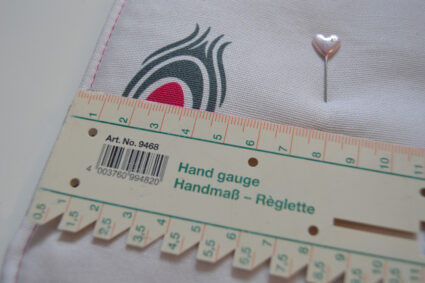 1 2 3 4 5 6 7 8 9 10 11
Art. No. 9468
4 003760 994820
Hand gauge
Handmaß – Règlette
0,5 1 1,5 2 2,5 3 3,5 4 4,5 5 5,5 6 6,5 7 7,5 8 8,5 9 9,5 10